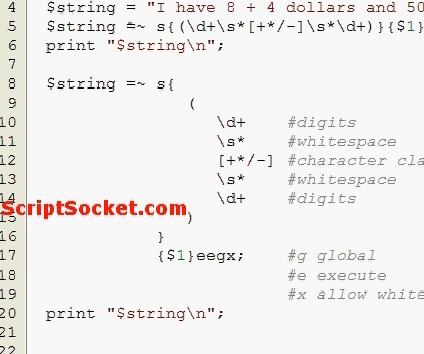 4 $string = "I have 8 + 4 dollars and 50
5 $string =~ s{(\d+\s*[+*/-]\s*\d+)}{$1}
6 print "$string\n";
7
8 $string =~ s{
9 (
10 \d+ #digits
11 \s* #whitespace
12 [+*/-] #character cla
13 \s* #whitespace
14 \d+ #digits
ScriptSocket.com
15 )
16 }
17 {$1}eegx; #g global
18 #e execute
19 #x allow white
20 print "$string\n";
21
22